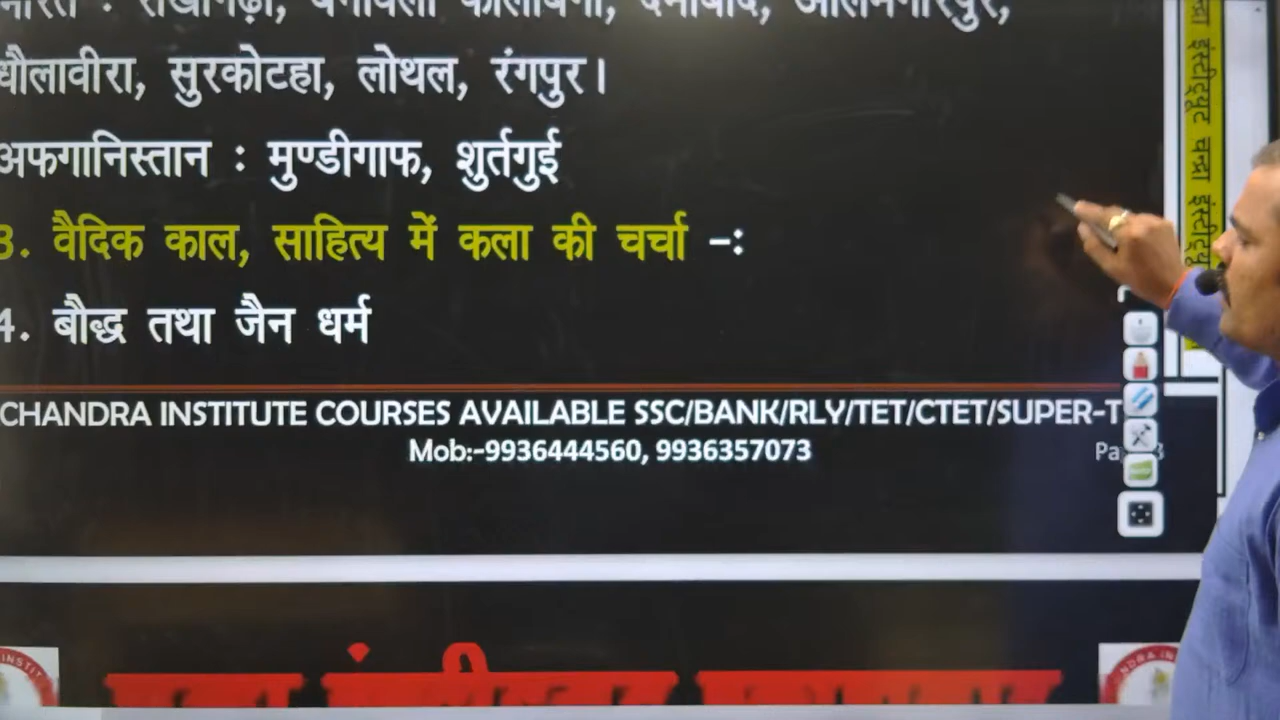 धौलावीरा, सुरकोटहा, लोथल, रंगपुर।
अफगानिस्तान : मुण्डीगाफ, शुर्तगुई
3. वैदिक काल, साहित्य में कला की चर्चा –:
4. बौद्ध तथा जैन धर्म
CHANDRA INSTITUTE COURSES AVAILABLE SSC/BANK/RLY/TET/CTET/SUPER-T
Mob:-9936444560, 9936357073
इंस्टीट्यूट चन्द्रा इंस्टीट्यूट